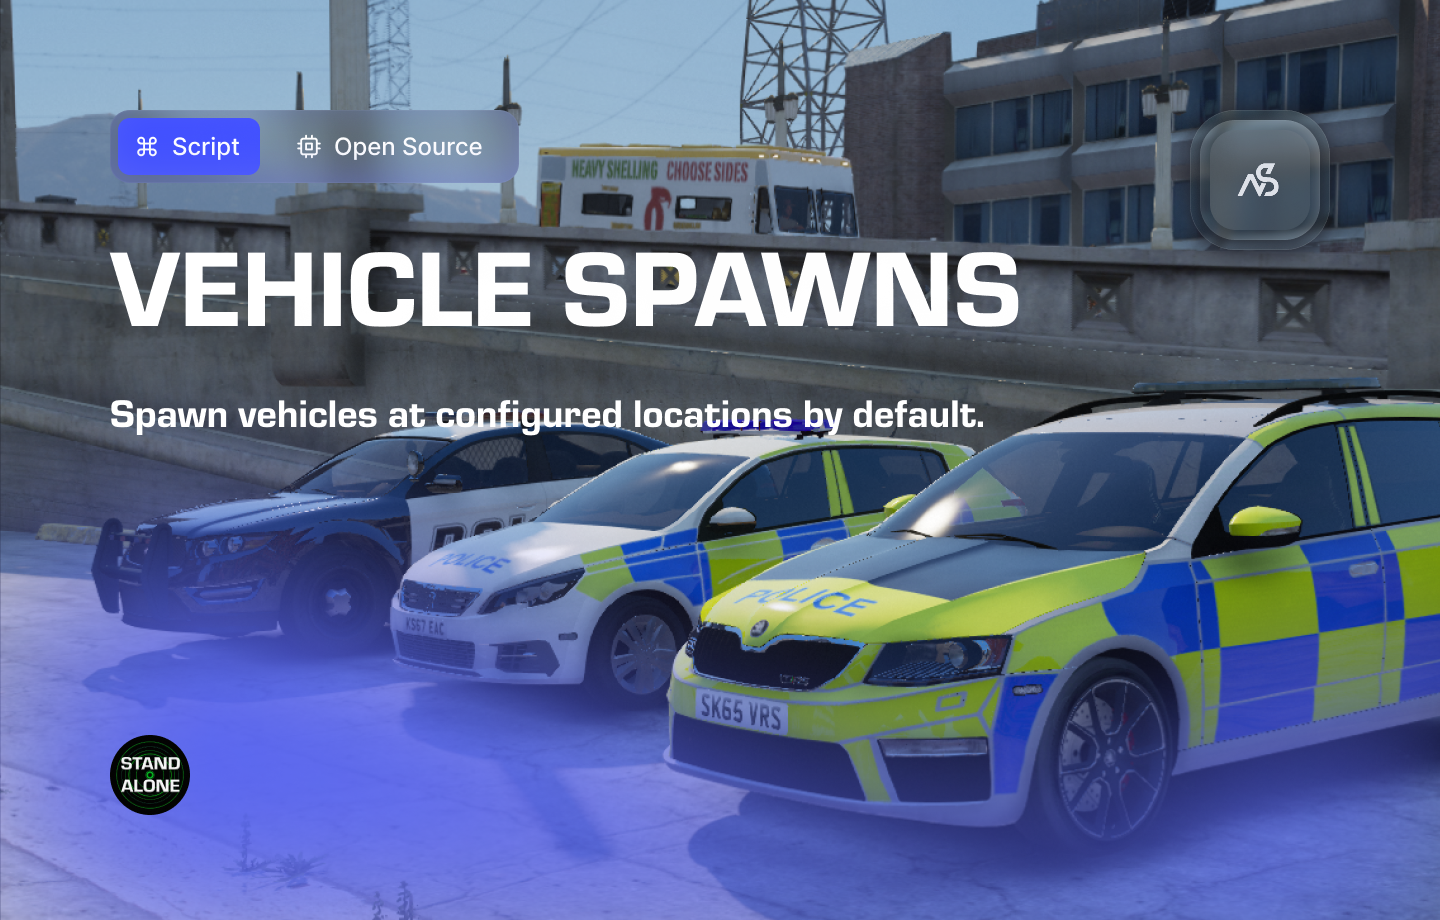 Script
Open Source
HEAVY SHELLING CHOOSE SIDES
VEHICLE SPAWNS
Spawn vehicles at configured locations by default.
POLICE
KS67 EAC
POLICE
SK65 VRS
STAND
ALONE